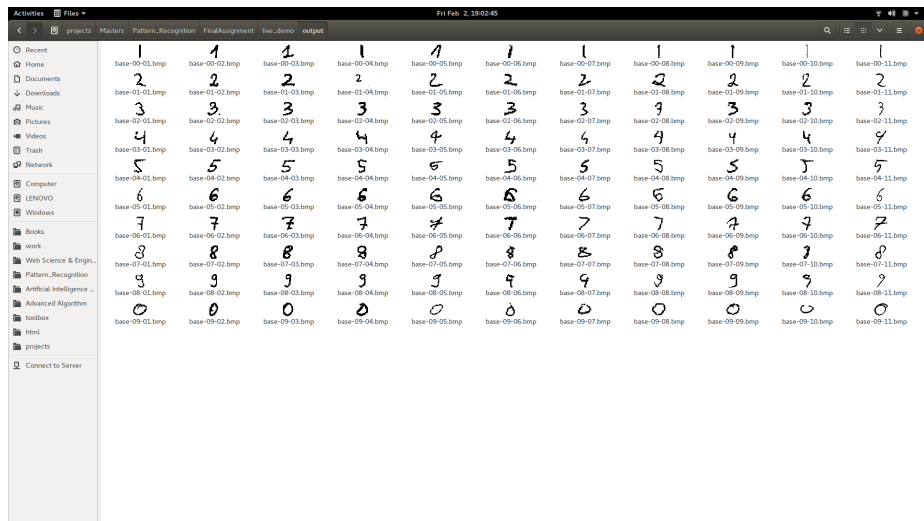 Activities Files Fri Feb 2, 19:02:45
projects Masters Pattern_Recognition FinalAssignment live_demo output
Recent
Home
Documents
Downloads
Music
Pictures
Videos
Trash
Network
Computer
LENOVO
Windows
Books
work
Web Science & Engin...
Pattern_Recognition
Artificial Intelligence ...
Advanced Algorithm
toolbox
html
projects
Connect to Server
1 1 1 1 1 1 1 1 1 1 1
base-00-01.bmp base-00-02.bmp base-00-03.bmp base-00-04.bmp base-00-05.bmp base-00-06.bmp base-00-07.bmp base-00-08.bmp base-00-09.bmp base-00-10.bmp base-00-11.bmp
2 2 2 2 2 2 2 2 2 2 2
base-01-01.bmp base-01-02.bmp base-01-03.bmp base-01-04.bmp base-01-05.bmp base-01-06.bmp base-01-07.bmp base-01-08.bmp base-01-09.bmp base-01-10.bmp base-01-11.bmp
3 3. 3 3 3 3 3 3 3 3 3
base-02-01.bmp base-02-02.bmp base-02-03.bmp base-02-04.bmp base-02-05.bmp base-02-06.bmp base-02-07.bmp base-02-08.bmp base-02-09.bmp base-02-10.bmp base-02-11.bmp
4 4 4 4 4 4 4 4 4 4 4
base-03-01.bmp base-03-02.bmp base-03-03.bmp base-03-04.bmp base-03-05.bmp base-03-06.bmp base-03-07.bmp base-03-08.bmp base-03-09.bmp base-03-10.bmp base-03-11.bmp
5 5 5 5 5 5 5 5 5 5 5
base-04-01.bmp base-04-02.bmp base-04-03.bmp base-04-04.bmp base-04-05.bmp base-04-06.bmp base-04-07.bmp base-04-08.bmp base-04-09.bmp base-04-10.bmp base-04-11.bmp
6 6 6 6 6 6 6 6 6 6 6
base-05-01.bmp base-05-02.bmp base-05-03.bmp base-05-04.bmp base-05-05.bmp base-05-06.bmp base-05-07.bmp base-05-08.bmp base-05-09.bmp base-05-10.bmp base-05-11.bmp
7 7 7 7 7 7 7 7 7 7 7
base-06-01.bmp base-06-02.bmp base-06-03.bmp base-06-04.bmp base-06-05.bmp base-06-06.bmp base-06-07.bmp base-06-08.bmp base-06-09.bmp base-06-10.bmp base-06-11.bmp
8 8 8 8 8 8 8 8 8 8 8
base-07-01.bmp base-07-02.bmp base-07-03.bmp base-07-04.bmp base-07-05.bmp base-07-06.bmp base-07-07.bmp base-07-08.bmp base-07-09.bmp base-07-10.bmp base-07-11.bmp
9 9 9 9 9 9 9 9 9 9 9
base-08-01.bmp base-08-02.bmp base-08-03.bmp base-08-04.bmp base-08-05.bmp base-08-06.bmp base-08-07.bmp base-08-08.bmp base-08-09.bmp base-08-10.bmp base-08-11.bmp
0 0 0 0 0 0 0 0 0 0 0
base-09-01.bmp base-09-02.bmp base-09-03.bmp base-09-04.bmp base-09-05.bmp base-09-06.bmp base-09-07.bmp base-09-08.bmp base-09-09.bmp base-09-10.bmp base-09-11.bmp